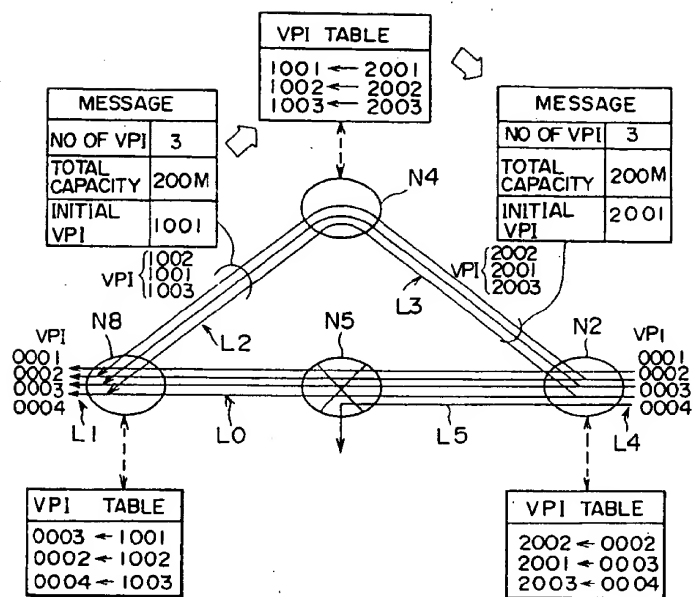 VPI TABLE
1001 ← 2001
1002 ← 2002
1003 ← 2003
MESSAGE
NO OF VPI 3
TOTAL CAPACITY 200M
INITIAL VPI 1001
MESSAGE
NO OF VPI 3
TOTAL CAPACITY 200M
INITIAL VPI 2001
N4
VPI { 1002
1001
1003
VPI { 2002
2001
2003
L2
L3
VPI
0001
0002
0003
0004
N8
N5
N2
VPI
0001
0002
0003
0004
L1
L0
L5
L4
VPI TABLE
0003 ← 1001
0002 ← 1002
0004 ← 1003
VPI TABLE
2002 ← 0002
2001 ← 0003
2003 ← 0004